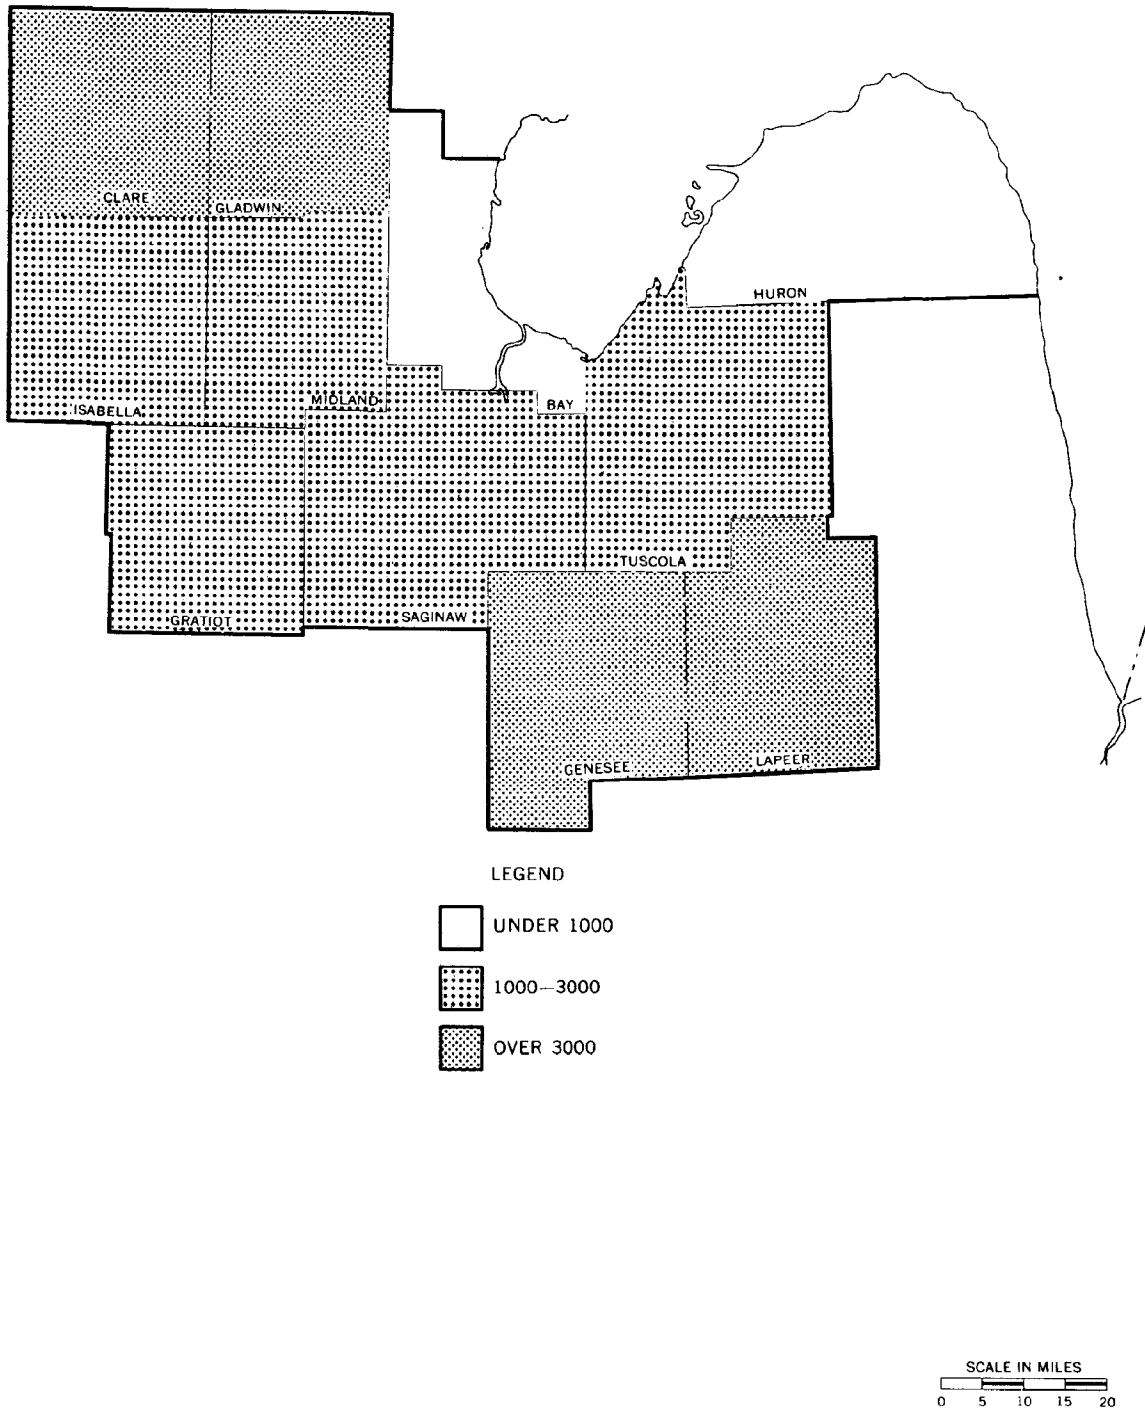 CLARE
GLADWIN
HURON
ISABELLA
MIDLAND
BAY
TUSCOLA
GRATIOT
SAGINAW
GENESEE
LAPEER
LEGEND
UNDER 1000
1000—3000
OVER 3000
SCALE IN MILES
0 5 10 15 20